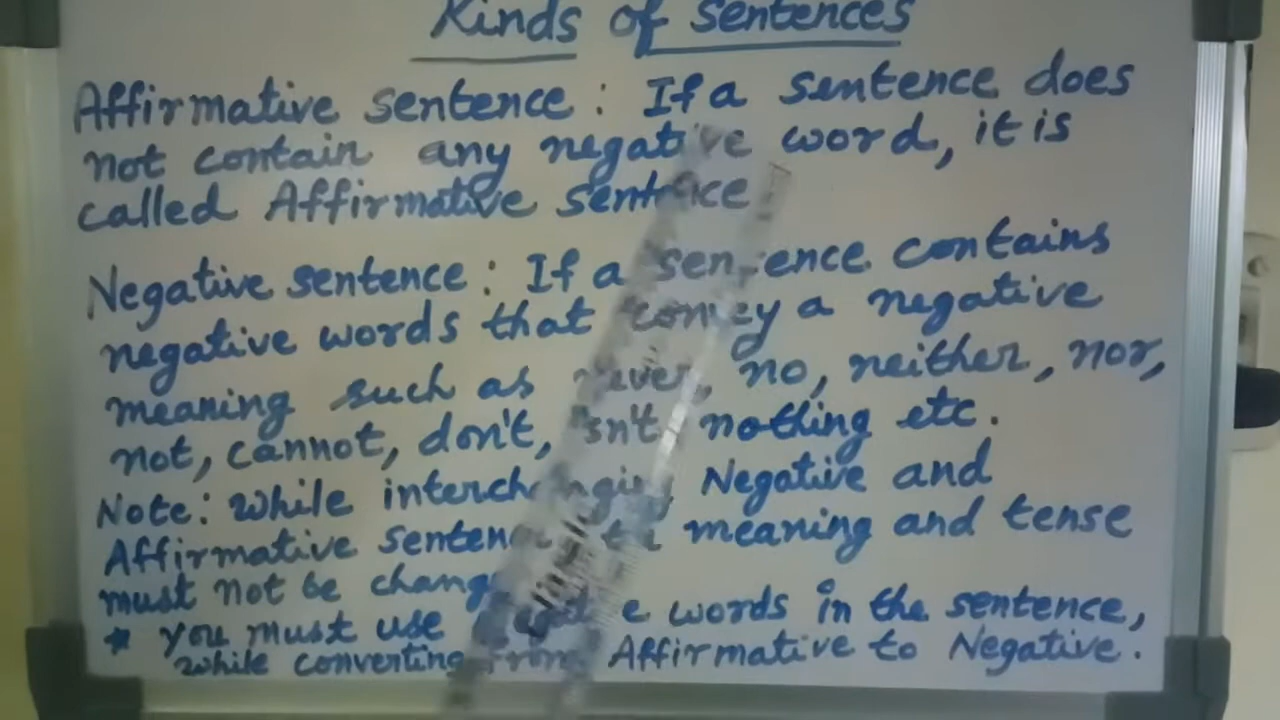 Kinds of Sentences
Affirmative sentence : If a sentence does
not contain any negative word, it is
called Affirmative sentence.
Negative sentence : If a sentence contains
negative words that convey a negative
meaning such as never, no, neither, nor,
not, cannot, don't, isn't, nothing etc.
Note: While interchanging Negative and
Affirmative the meaning and tense
must not be
* You must use words in the sentence,
while converting from Affirmative to Negative.